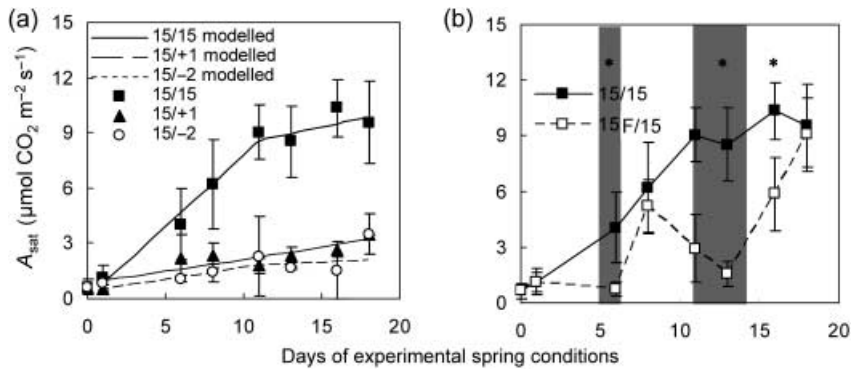 (a)
15/15 modelled
15/+1 modelled
15/−2 modelled
15/15
15/+1
15/−2
15
12
9
6
3
0
0 5 10 15 20
A_sat (μmol CO₂ m⁻² s⁻¹)
(b)
15
12
9
6
3
0
* * *
15/15
15F/15
0 5 10 15 20
Days of experimental spring conditions